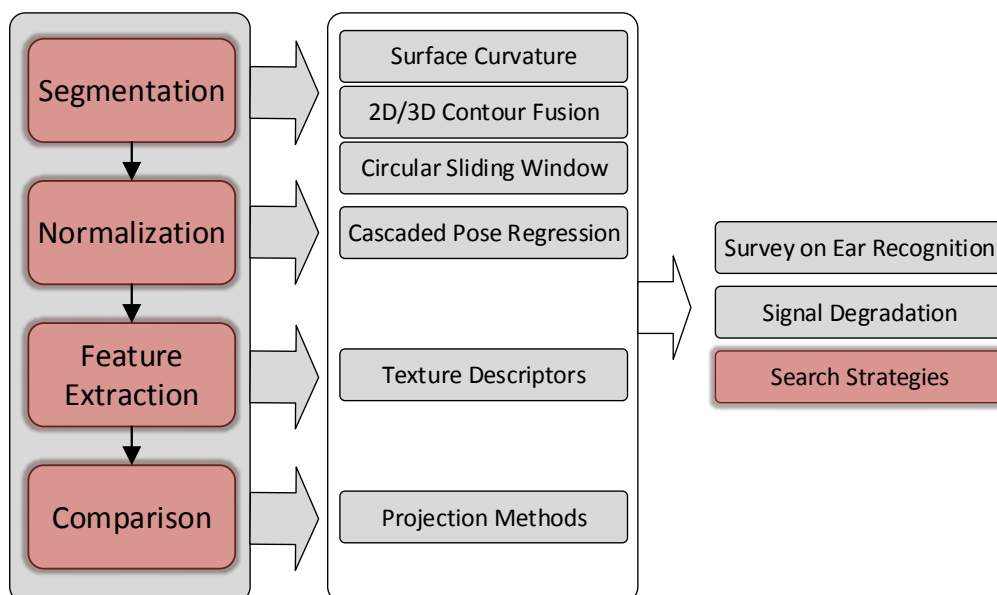 Segmentation
Normalization
Feature
Extraction
Comparison
Surface Curvature
2D/3D Contour Fusion
Circular Sliding Window
Cascaded Pose Regression
Texture Descriptors
Projection Methods
Survey on Ear Recognition
Signal Degradation
Search Strategies